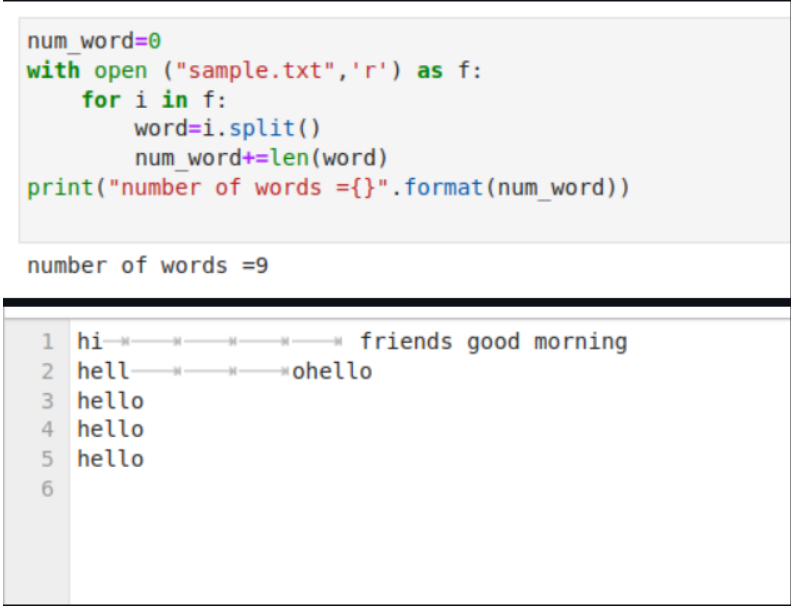 num_word=0
with open ("sample.txt",'r') as f:
    for i in f:
        word=i.split()
        num_word+=len(word)
print("number of words ={}".format(num_word))
number of words =9
1 hi friends good morning
2 hell ohello
3 hello
4 hello
5 hello
6